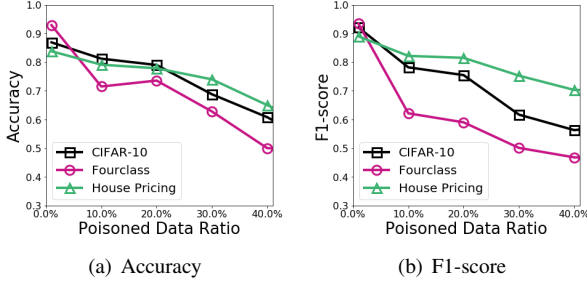 1.0
0.9
0.8
0.7
0.6
0.5
0.4
0.3
Accuracy
CIFAR-10
Fourclass
House Pricing
0.0% 10.0% 20.0% 30.0% 40.0%
Poisoned Data Ratio
(a) Accuracy
1.0
0.9
0.8
0.7
0.6
0.5
0.4
0.3
F1-score
CIFAR-10
Fourclass
House Pricing
0.0% 10.0% 20.0% 30.0% 40.0%
Poisoned Data Ratio
(b) F1-score